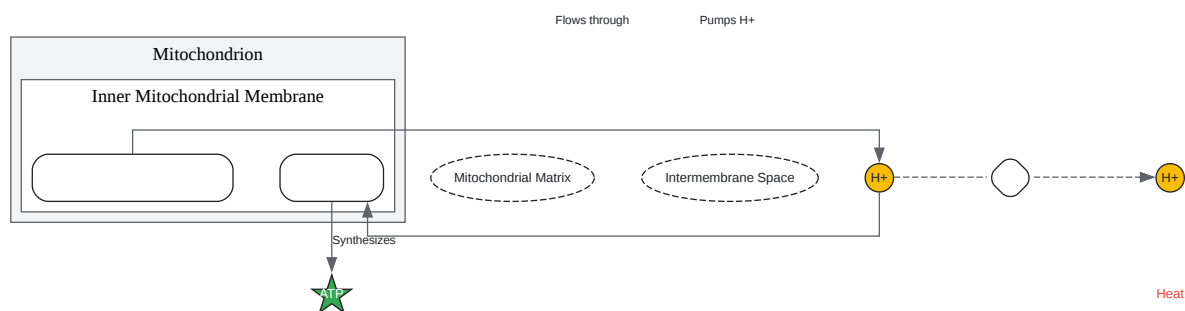 Flows through
Pumps H+
Mitochondrion
Inner Mitochondrial Membrane
Mitochondrial Matrix
Intermembrane Space
H+
H+
Synthesizes
ATP
Heat